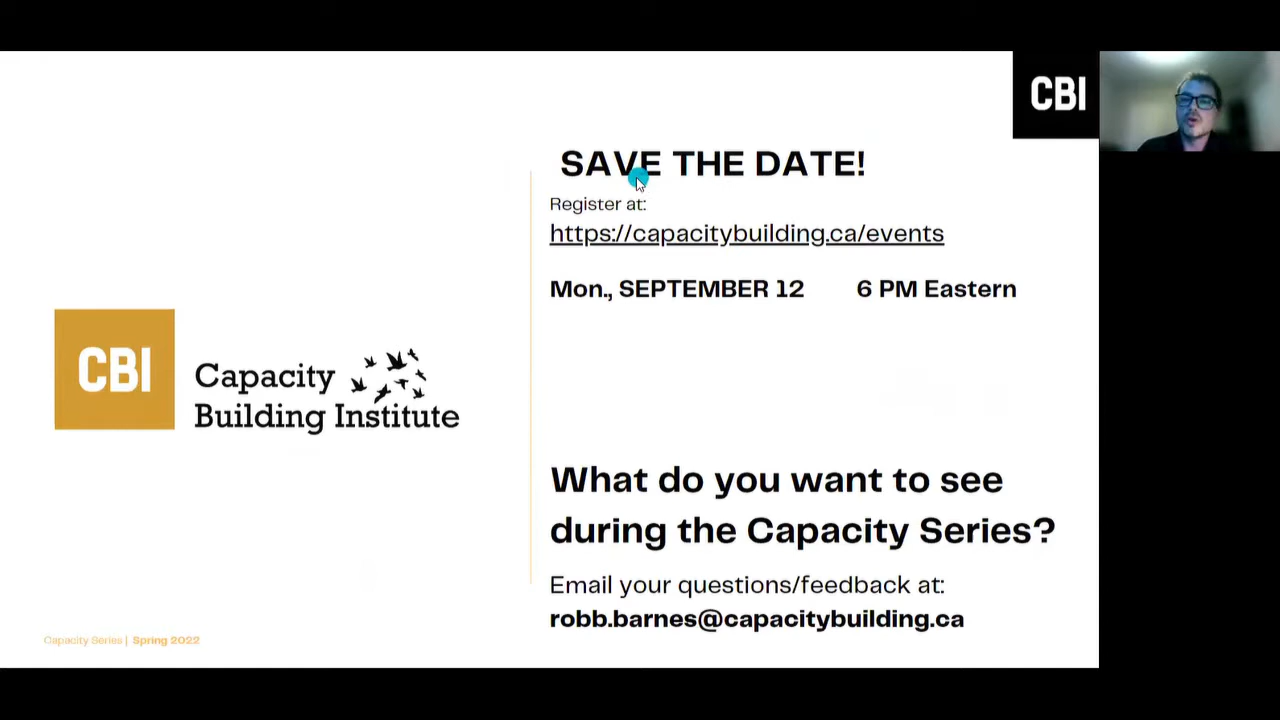 CBI
SAVE THE DATE!
Register at:
https://capacitybuilding.ca/events
Mon., SEPTEMBER 12 6 PM Eastern
CBI
Capacity
Building Institute
What do you want to see
during the Capacity Series?
Email your questions/feedback at:
robb.barnes@capacitybuilding.ca
Capacity Series | Spring 2022